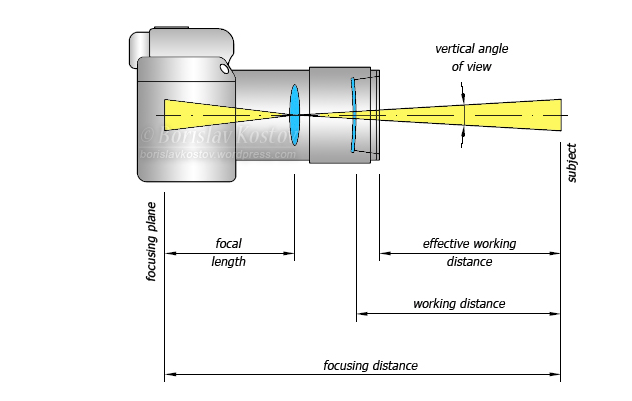 vertical angle
of view
© Borislav Kostov
borislavkostov.wordpress.com
subject
focusing plane
focal
length
effective working
distance
working distance
focusing distance